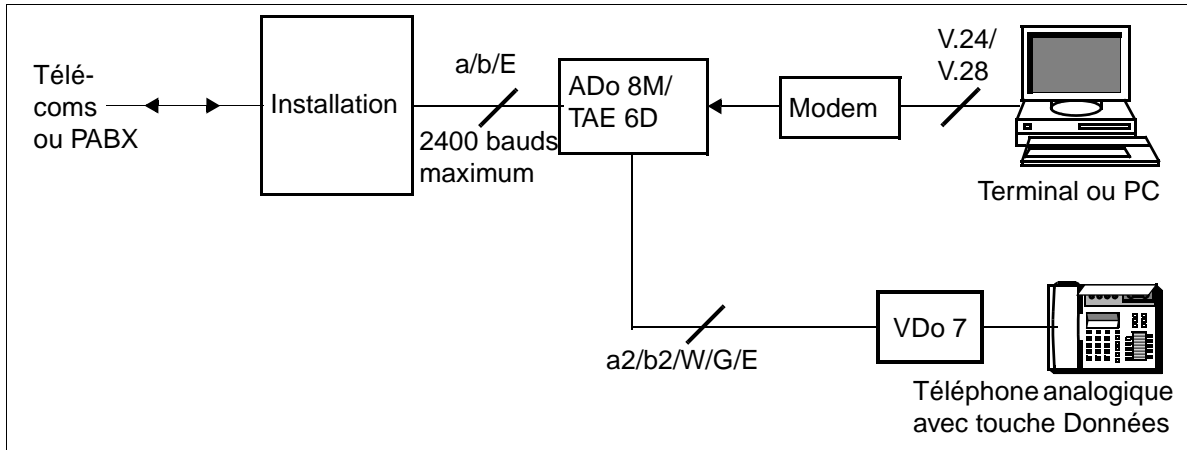 Télé-
coms
ou PABX
Installation
a/b/E
2400 bauds
maximum
ADo 8M/
TAE 6D
Modem
V.24/
V.28
Terminal ou PC
a2/b2/W/G/E
VDo 7
Téléphone analogique
avec touche Données